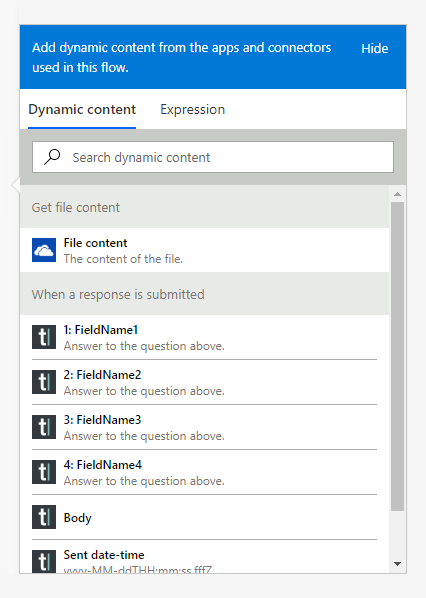 Add dynamic content from the apps and connectors
used in this flow.
Hide
Dynamic content
Expression
Search dynamic content
Get file content
File content
The content of the file.
When a response is submitted
1: FieldName1
Answer to the question above.
2: FieldName2
Answer to the question above.
3: FieldName3
Answer to the question above.
4: FieldName4
Answer to the question above.
Body
Sent date-time
yyyy-MM-ddTHH:mm:ss.fffZ